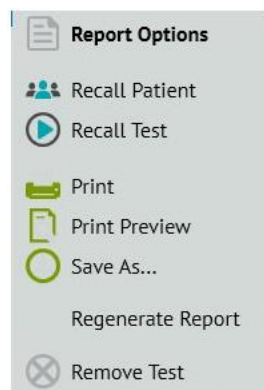 Report Options
Recall Patient
Recall Test
Print
Print Preview
Save As...
Regenerate Report
Remove Test